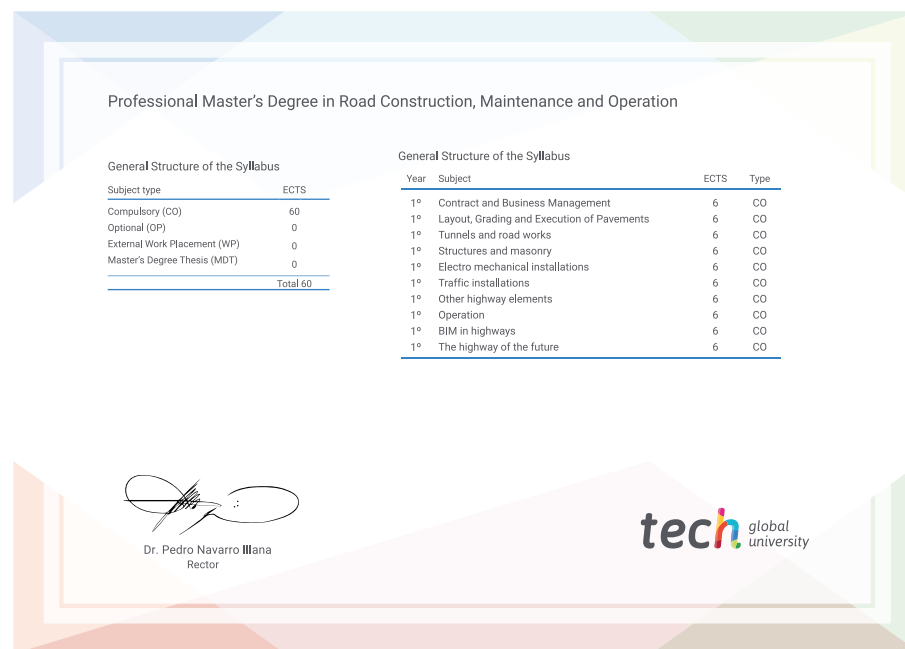 Professional Master's Degree in Road Construction, Maintenance and Operation
General Structure of the Syllabus
Subject type ECTS
Compulsory (CO) 60
Optional (OP) 0
External Work Placement (WP) 0
Master's Degree Thesis (MDT) 0
Total 60
General Structure of the Syllabus
Year Subject ECTS Type
1º Contract and Business Management 6 CO
1º Layout, Grading and Execution of Pavements 6 CO
1º Tunnels and road works 6 CO
1º Structures and masonry 6 CO
1º Electro mechanical installations 6 CO
1º Traffic installations 6 CO
1º Other highway elements 6 CO
1º Operation 6 CO
1º BIM in highways 6 CO
1º The highway of the future 6 CO
Dr. Pedro Navarro Illana
Rector
tech global
university